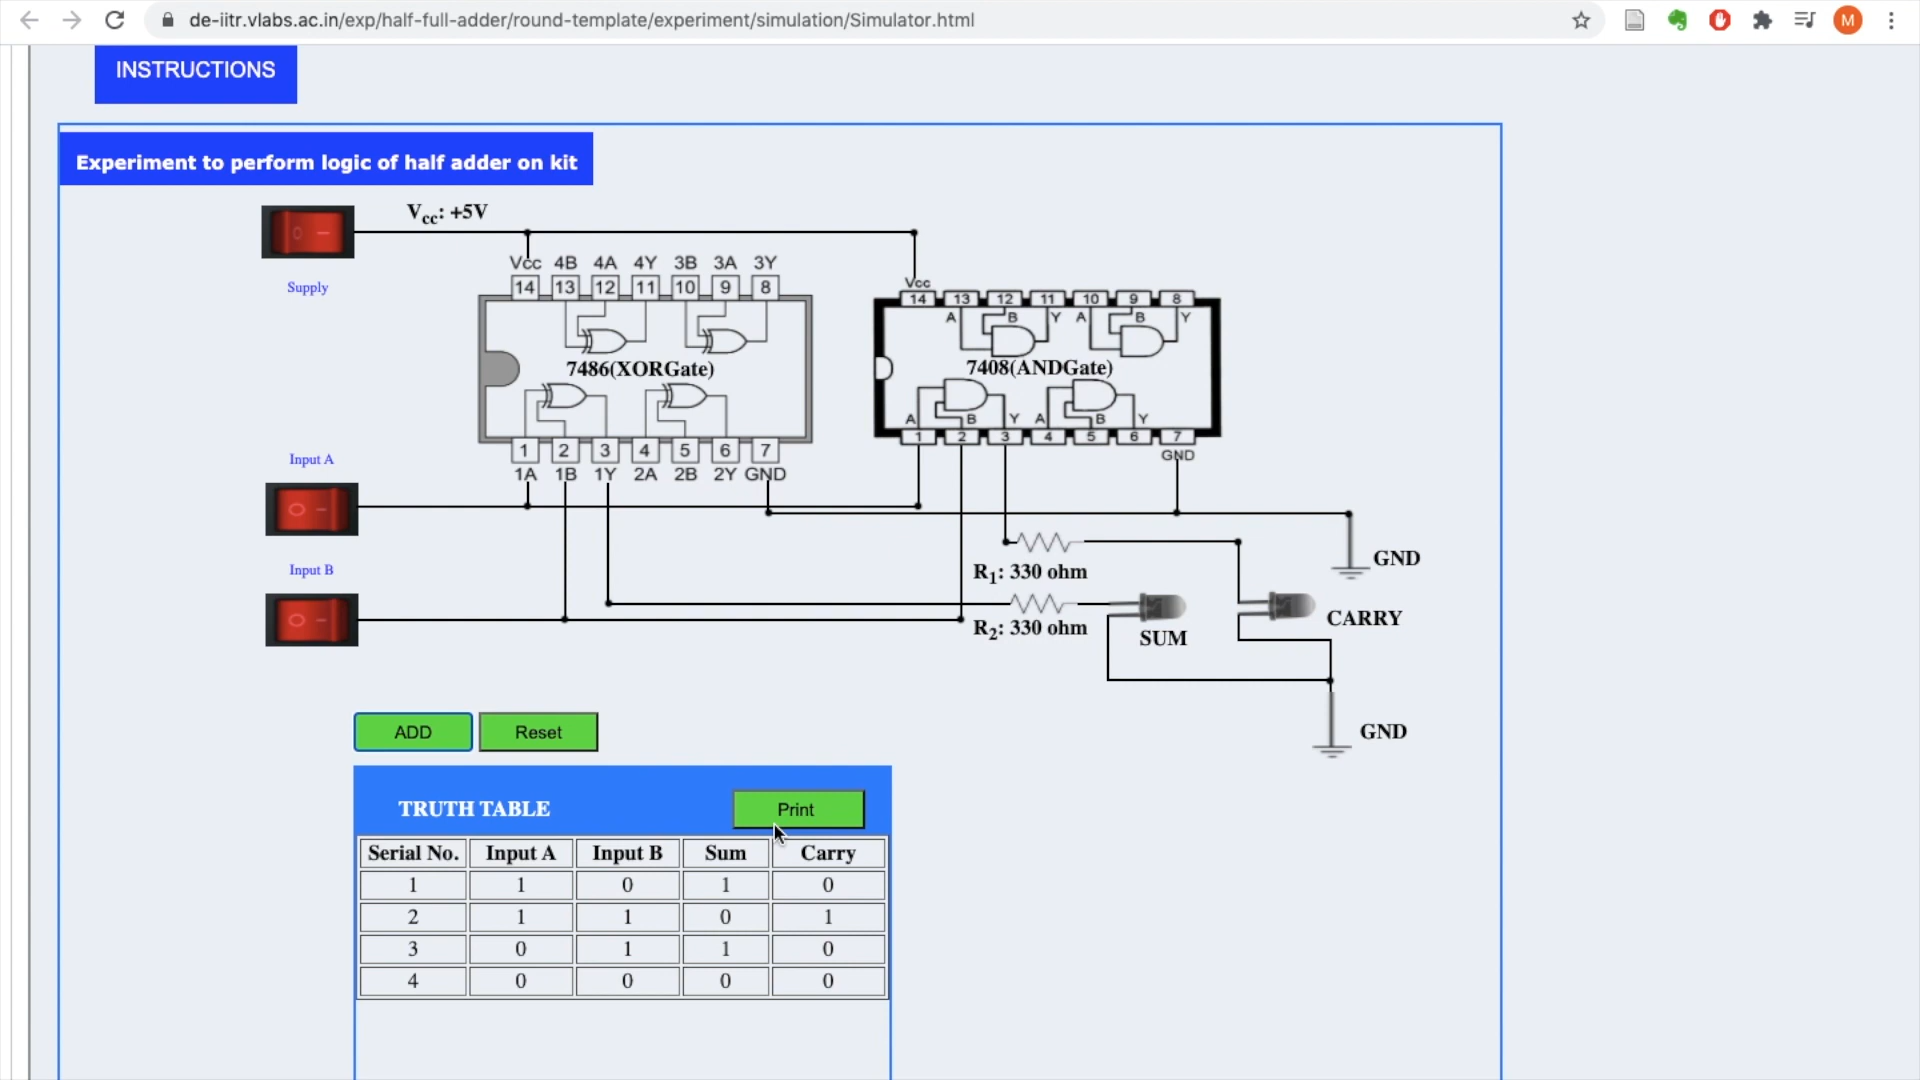 de-iitr.vlabs.ac.in/exp/half-full-adder/round-template/experiment/simulation/Simulator.html
M
INSTRUCTIONS
Experiment to perform logic of half adder on kit
Vcc: +5V
Supply
Vcc 4B 4A 4Y 3B 3A 3Y
14 13 12 11 10 9 8
7486(XORGate)
1 2 3 4 5 6 7
1A 1B 1Y 2A 2B 2Y GND
Vcc
14 13 12 11 10 9 8
A B Y A B Y
7408(ANDGate)
A B Y A B Y
1 2 3 4 5 6 7
GND
Input A
Input B
R1: 330 ohm
R2: 330 ohm
GND
CARRY
SUM
GND
ADD
Reset
TRUTH TABLE
Print
Serial No. Input A Input B Sum Carry
1 1 0 1 0
2 1 1 0 1
3 0 1 1 0
4 0 0 0 0